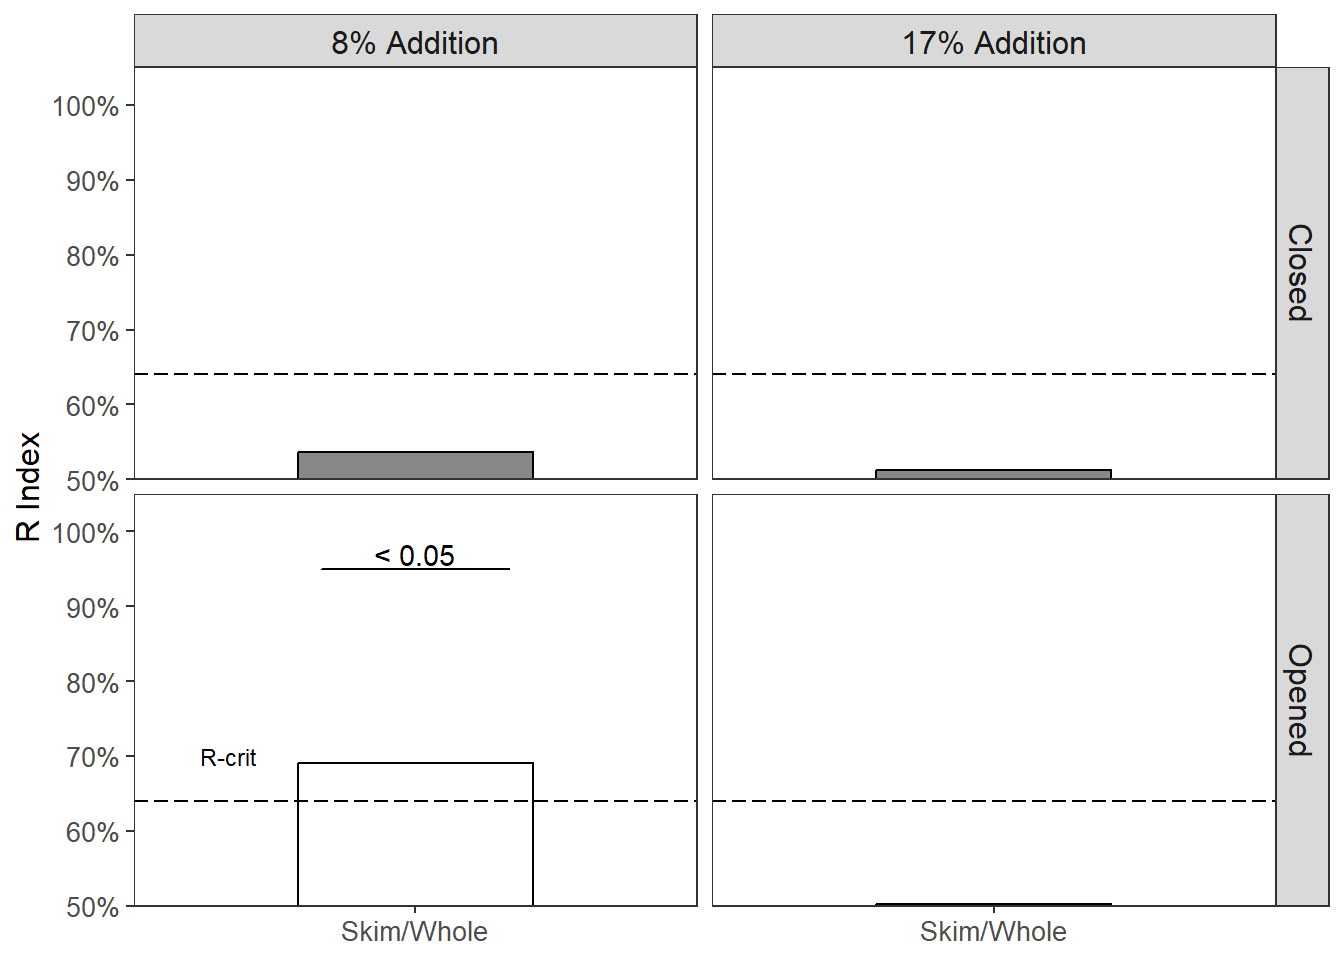 8% Addition
17% Addition
100%
90%
80%
70%
60%
50%
Closed
R Index
100%
90%
80%
70%
60%
50%
< 0.05
R-crit
Opened
Skim/Whole
Skim/Whole